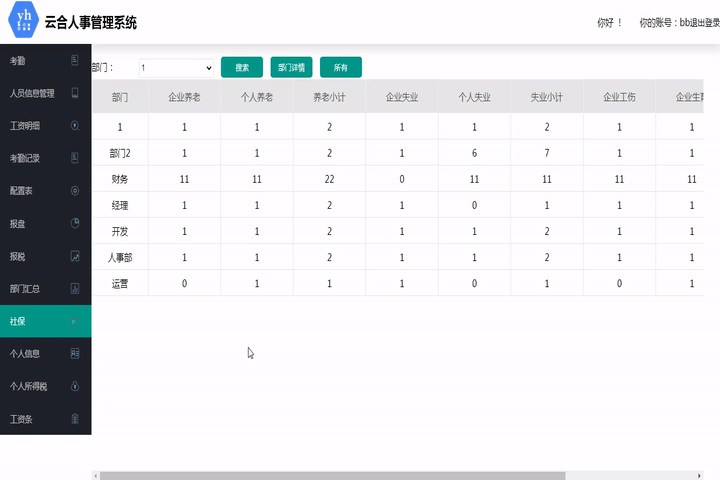 yh
云合人事管理系统
你好 ！ 你的账号：bb退出登录
考勤
人员信息管理
工资明细
考勤记录
配置表
报盘
报税
部门汇总
社保
个人信息
个人所得税
工资条
部门： 1 搜索 部门详情 所有
部门 企业养老 个人养老 养老小计 企业失业 个人失业 失业小计 企业工伤 企业生育
1 1 1 2 1 1 2 1 1
部门2 1 1 2 1 6 7 1 1
财务 11 11 22 0 11 11 11 11
经理 1 1 2 1 0 1 1 1
开发 1 1 2 1 1 2 1 1
人事部 1 1 2 1 1 2 1 1
运营 0 1 1 1 0 1 0 1